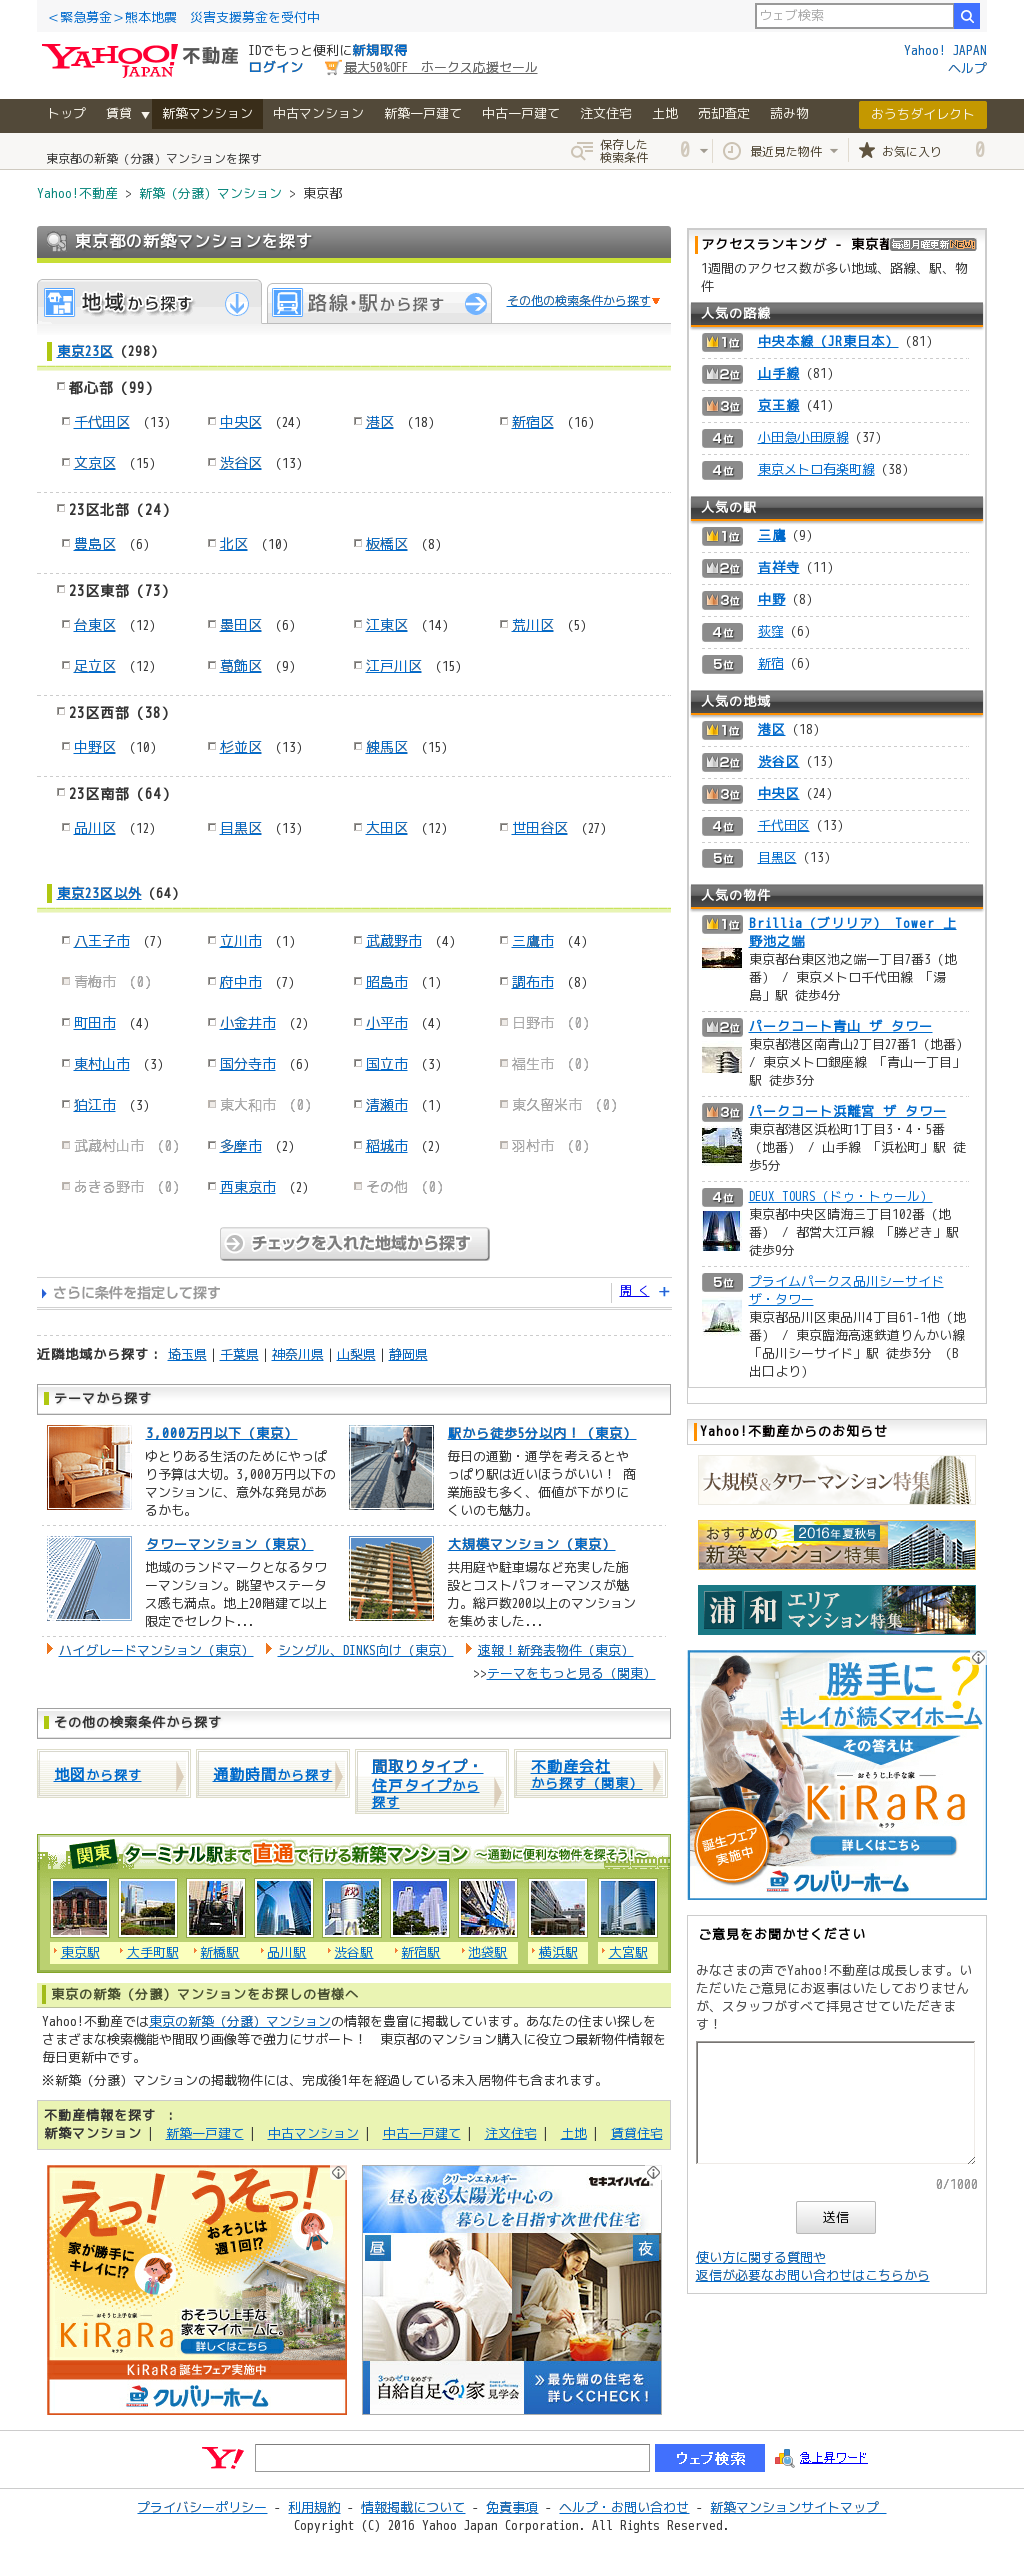 <緊急募金>熊本地震　災害支援募金を受付中
ウェブ検索
YAHOO! JAPAN 不動産
IDでもっと便利に新規取得
ログイン 最大50%OFF　ホークス応援セール
Yahoo! JAPAN
ヘルプ
トップ 賃貸 ▼ 新築マンション 中古マンション 新築一戸建て 中古一戸建て 注文住宅 土地 売却査定 読み物 おうちダイレクト
東京都の新築（分譲）マンションを探す
保存した検索条件 0 最近見た物件 お気に入り 0
Yahoo!不動産 > 新築（分譲）マンション > 東京都
東京都の新築マンションを探す
地域から探す 路線・駅から探す その他の検索条件から探す
東京23区（298）
都心部（99）
千代田区 （13） 中央区 （24） 港区 （18） 新宿区 （16）
文京区 （15） 渋谷区 （13）
23区北部（24）
豊島区 （6） 北区 （10） 板橋区 （8）
23区東部（73）
台東区 （12） 墨田区 （6） 江東区 （14） 荒川区 （5）
足立区 （12） 葛飾区 （9） 江戸川区 （15）
23区西部（38）
中野区 （10） 杉並区 （13） 練馬区 （15）
23区南部（64）
品川区 （12） 目黒区 （13） 大田区 （12） 世田谷区 （27）
東京23区以外（64）
八王子市 （7） 立川市 （1） 武蔵野市 （4） 三鷹市 （4）
青梅市 （0） 府中市 （7） 昭島市 （1） 調布市 （8）
町田市 （4） 小金井市 （2） 小平市 （4） 日野市 （0）
東村山市 （3） 国分寺市 （6） 国立市 （3） 福生市 （0）
狛江市 （3） 東大和市 （0） 清瀬市 （1） 東久留米市 （0）
武蔵村山市 （0） 多摩市 （2） 稲城市 （2） 羽村市 （0）
あきる野市 （0） 西東京市 （2） その他 （0）
チェックを入れた地域から探す
さらに条件を指定して探す 開く +
近隣地域から探す： 埼玉県 | 千葉県 | 神奈川県 | 山梨県 | 静岡県
テーマから探す
3,000万円以下（東京）
ゆとりある生活のためにやっぱり予算は大切。3,000万円以下のマンションに、意外な発見があるかも。
駅から徒歩5分以内！（東京）
毎日の通勤・通学を考えるとやっぱり駅は近いほうがいい！ 商業施設も多く、価値が下がりにくいのも魅力。
タワーマンション（東京）
地域のランドマークとなるタワーマンション。眺望やステータス感も満点。地上20階建て以上限定でセレクト...
大規模マンション（東京）
共用庭や駐車場など充実した施設とコストパフォーマンスが魅力。総戸数200以上のマンションを集めました...
ハイグレードマンション（東京） シングル、DINKS向け（東京） 速報！新発表物件（東京）
>>テーマをもっと見る（関東）
その他の検索条件から探す
地図から探す 通勤時間から探す 間取りタイプ・住戸タイプから探す 不動産会社から探す（関東）
関東 ターミナル駅まで直通で行ける新築マンション ～通勤に便利な物件を探そう！～
東京駅 大手町駅 新橋駅 品川駅 渋谷駅 新宿駅 池袋駅 横浜駅 大宮駅
東京の新築（分譲）マンションをお探しの皆様へ
Yahoo!不動産では東京の新築（分譲）マンションの情報を豊富に掲載しています。あなたの住まい探しを
さまざまな検索機能や間取り画像等で強力にサポート！　東京都のマンション購入に役立つ最新物件情報を
毎日更新中です。
※新築（分譲）マンションの掲載物件には、完成後1年を経過している未入居物件も含まれます。
不動産情報を探す ：
新築マンション | 新築一戸建て | 中古マンション | 中古一戸建て | 注文住宅 | 土地 | 賃貸住宅
えっ！うそっ！
家が勝手にキレイに!?
おそうじは週1回!?
おそうじ上手な家
KiRaRa
おそうじ上手な家をマイホームに。
詳しくはこちら
KiRaRa 誕生フェア実施中
クレバリーホーム
クリーンエネルギー
セキスイハイム
昼も夜も太陽光中心の
暮らしを目指す次世代住宅
昼 夜
3つのゼロをめざす
自給自足の家 見学会
最先端の住宅を詳しくCHECK！
アクセスランキング - 東京都
毎週月曜更新NEW!
1週間のアクセス数が多い地域、路線、駅、物件
人気の路線
1位 中央本線（JR東日本）（81）
2位 山手線（81）
3位 京王線（41）
4位 小田急小田原線（37）
4位 東京メトロ有楽町線（38）
人気の駅
1位 三鷹（9）
2位 吉祥寺（11）
3位 中野（8）
4位 荻窪（6）
5位 新宿（6）
人気の地域
1位 港区（18）
2位 渋谷区（13）
3位 中央区（24）
4位 千代田区（13）
5位 目黒区（13）
人気の物件
1位 Brillia（ブリリア） Tower 上野池之端
東京都台東区池之端一丁目7番3（地番） / 東京メトロ千代田線 「湯島」駅 徒歩4分
2位 パークコート青山 ザ タワー
東京都港区南青山2丁目27番1（地番） / 東京メトロ銀座線 「青山一丁目」駅 徒歩3分
3位 パークコート浜離宮 ザ タワー
東京都港区浜松町1丁目3・4・5番（地番） / 山手線 「浜松町」駅 徒歩5分
4位 DEUX TOURS（ドゥ・トゥール）
東京都中央区晴海三丁目102番（地番） / 都営大江戸線 「勝どき」駅 徒歩9分
5位 プライムパークス品川シーサイド ザ・タワー
東京都品川区東品川4丁目61-1他（地番） / 東京臨海高速鉄道りんかい線 「品川シーサイド」駅 徒歩3分 （B出口より）
Yahoo!不動産からのお知らせ
大規模&タワーマンション特集
おすすめの 2016年夏秋号
新築マンション特集
浦和エリアマンション特集
勝手に？
キレイが続くマイホーム
その答えは
おそうじ上手な家
KiRaRa
キララ
誕生フェア実施中
詳しくはこちら
クレバリーホーム
ご意見をお聞かせください
みなさまの声でYahoo!不動産は成長します。いただいたご意見にお返事はいたしておりませんが、スタッフがすべて拝見させていただきます！
0/1000
送信
使い方に関する質問や
返信が必要なお問い合わせはこちらから
Y! ウェブ検索 急上昇ワード
プライバシーポリシー - 利用規約 - 情報掲載について - 免責事項 - ヘルプ・お問い合わせ - 新築マンションサイトマップ
Copyright (C) 2016 Yahoo Japan Corporation. All Rights Reserved.